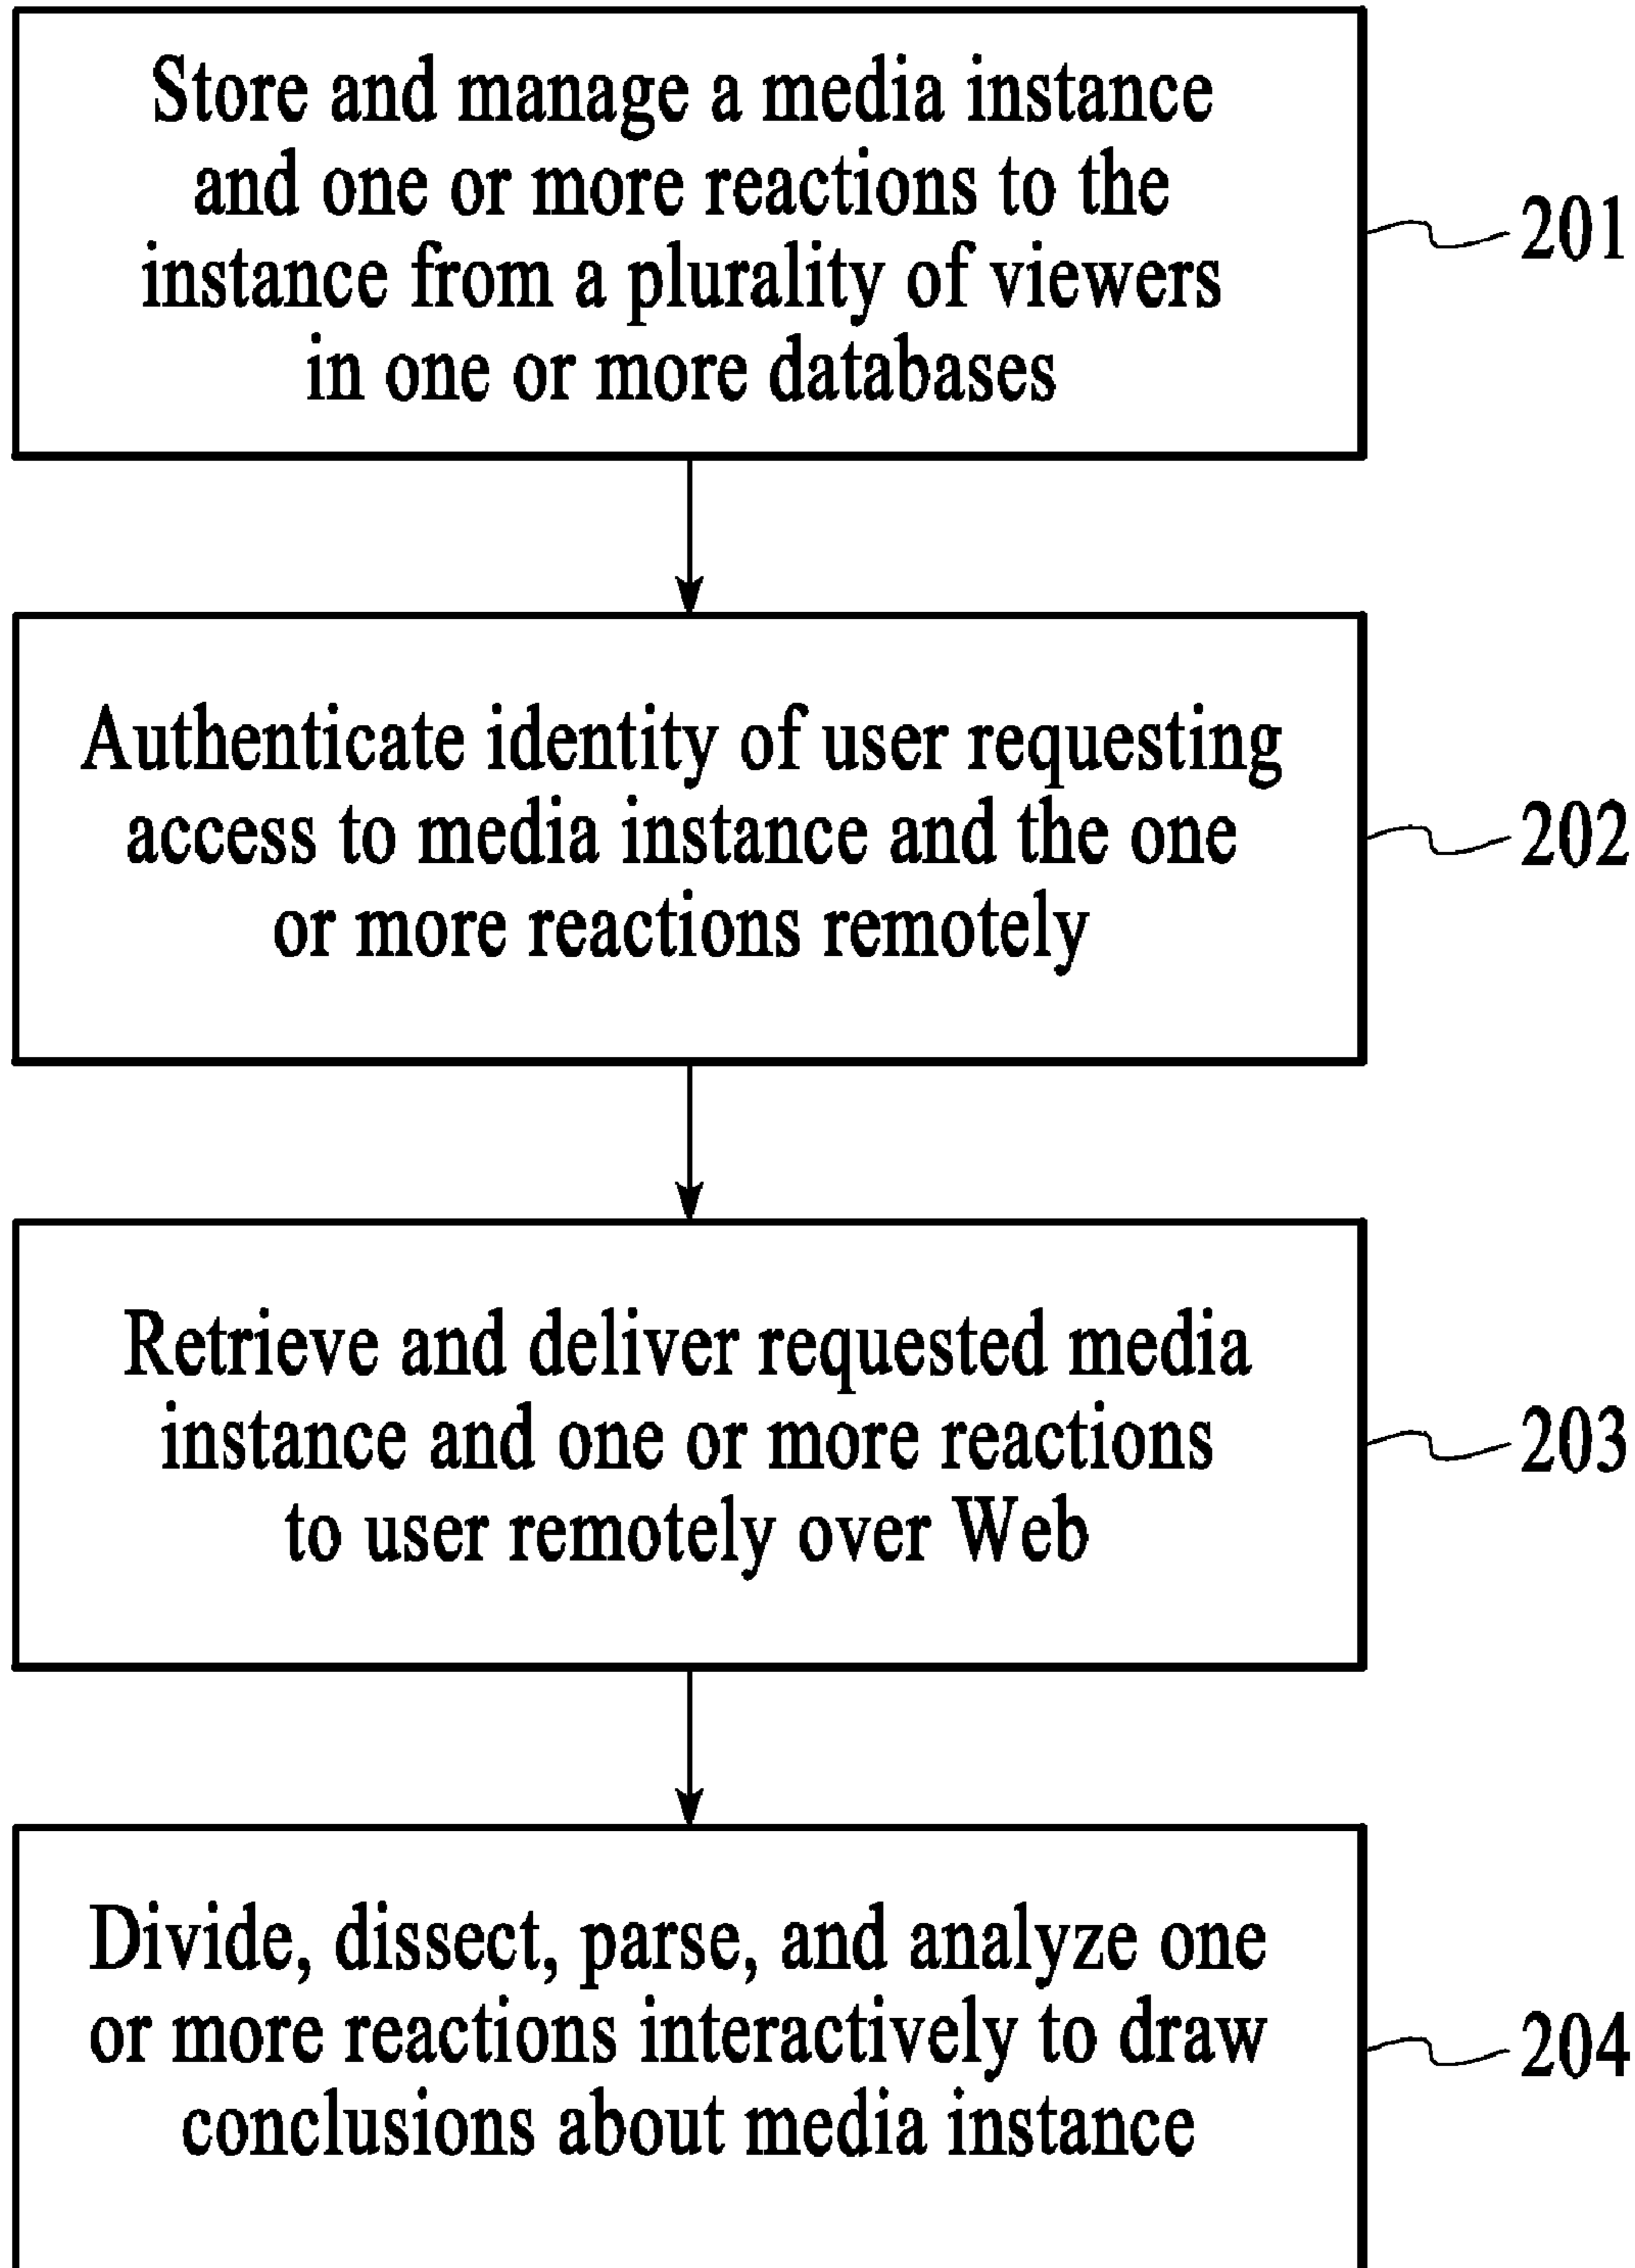 Store and manage a media instance
and one or more reactions to the
instance from a plurality of viewers
in one or more databases
201
Authenticate identity of user requesting
access to media instance and the one
or more reactions remotely
202
Retrieve and deliver requested media
instance and one or more reactions
to user remotely over Web
203
Divide, dissect, parse, and analyze one
or more reactions interactively to draw
conclusions about media instance
204